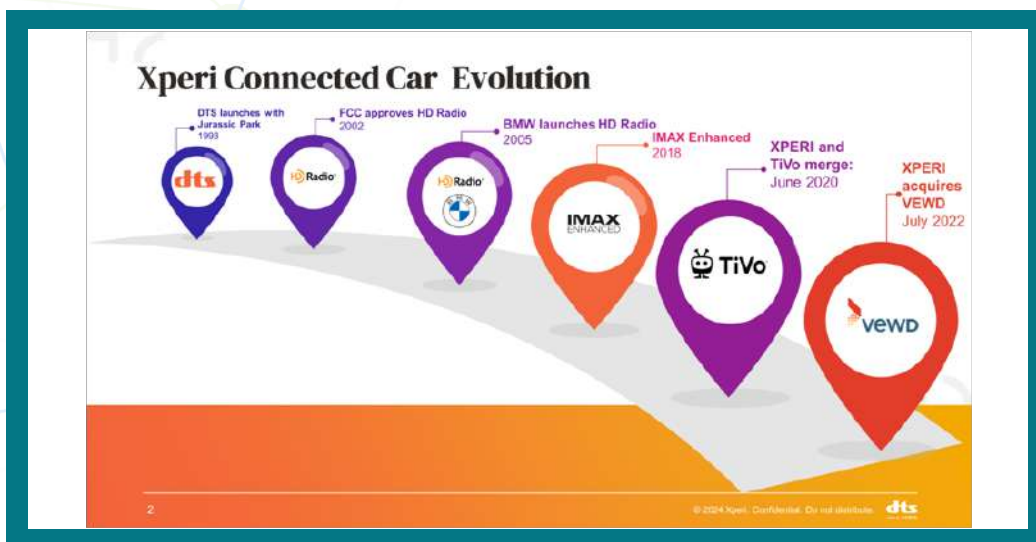 Xperi Connected Car Evolution
DTS launches with
Jurassic Park
1993
FCC approves HD Radio
2002
BMW launches HD Radio
2005
IMAX Enhanced
2018
XPERI and
TiVo merge:
June 2020
XPERI
acquires
VEWD
July 2022
dts
HD Radio
HD Radio
BMW
IMAX
ENHANCED
TiVo
vewd
2
© 2024 Xperi. Confidential. Do not distribute.
dts